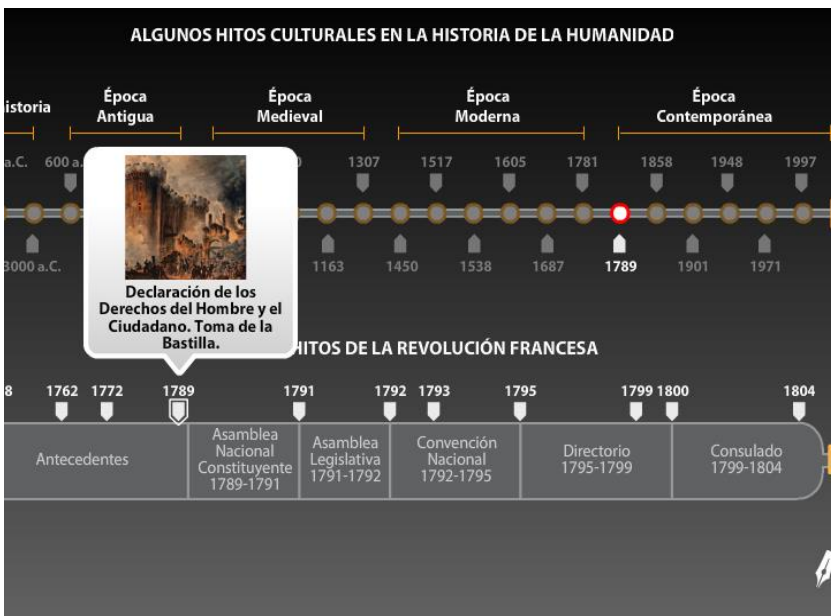 ALGUNOS HITOS CULTURALES EN LA HISTORIA DE LA HUMANIDAD
istoria
Época
Antigua
Época
Medieval
Época
Moderna
Época
Contemporánea
a.C. 600 a. 0 1307 1517 1605 1781 1858 1948 1997
3000 a.C. 1163 1450 1538 1687 1789 1901 1971
Declaración de los
Derechos del Hombre y el
Ciudadano. Toma de la
Bastilla.
HITOS DE LA REVOLUCIÓN FRANCESA
8 1762 1772 1789 1791 1792 1793 1795 1799 1800 1804
Antecedentes
Asamblea
Nacional
Constituyente
1789-1791
Asamblea
Legislativa
1791-1792
Convención
Nacional
1792-1795
Directorio
1795-1799
Consulado
1799-1804